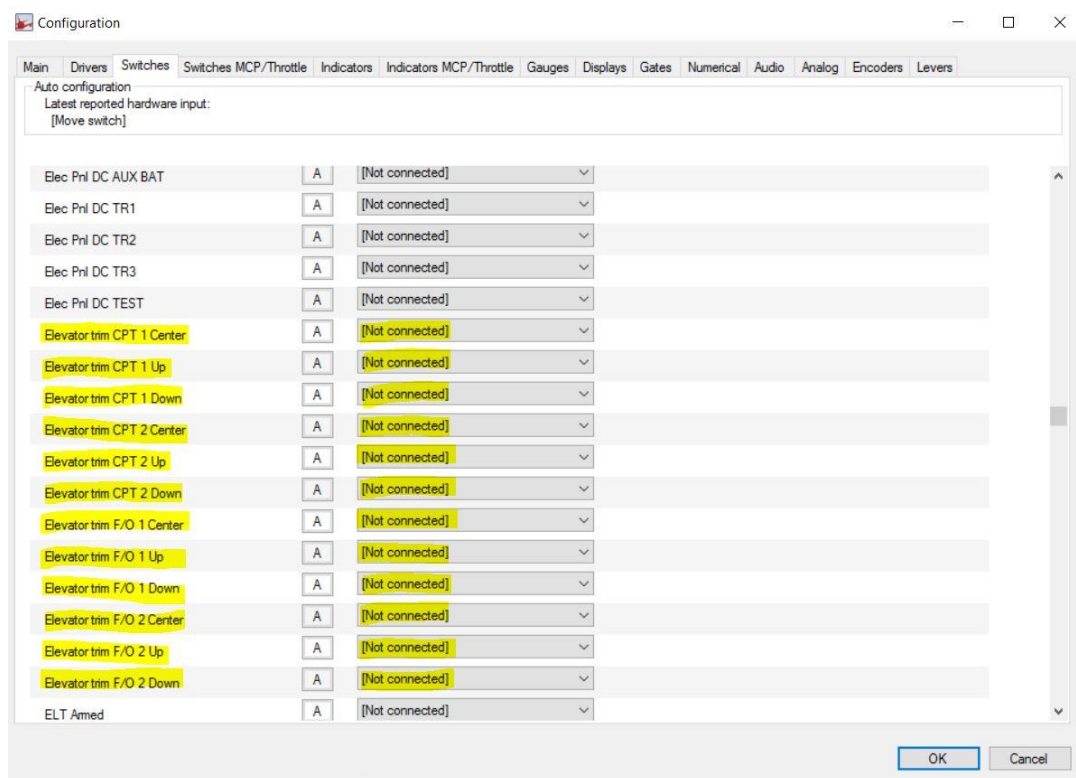 Configuration
Main Drivers Switches Switches MCP/Throttle Indicators Indicators MCP/Throttle Gauges Displays Gates Numerical Audio Analog Encoders Levers
Auto configuration
Latest reported hardware input:
[Move switch]
Elec Pnl DC AUX BAT A [Not connected]
Elec Pnl DC TR1 A [Not connected]
Elec Pnl DC TR2 A [Not connected]
Elec Pnl DC TR3 A [Not connected]
Elec Pnl DC TEST A [Not connected]
Elevator trim CPT 1 Center A [Not connected]
Elevator trim CPT 1 Up A [Not connected]
Elevator trim CPT 1 Down A [Not connected]
Elevator trim CPT 2 Center A [Not connected]
Elevator trim CPT 2 Up A [Not connected]
Elevator trim CPT 2 Down A [Not connected]
Elevator trim F/O 1 Center A [Not connected]
Elevator trim F/O 1 Up A [Not connected]
Elevator trim F/O 1 Down A [Not connected]
Elevator trim F/O 2 Center A [Not connected]
Elevator trim F/O 2 Up A [Not connected]
Elevator trim F/O 2 Down A [Not connected]
ELT Armed A [Not connected]
OK Cancel